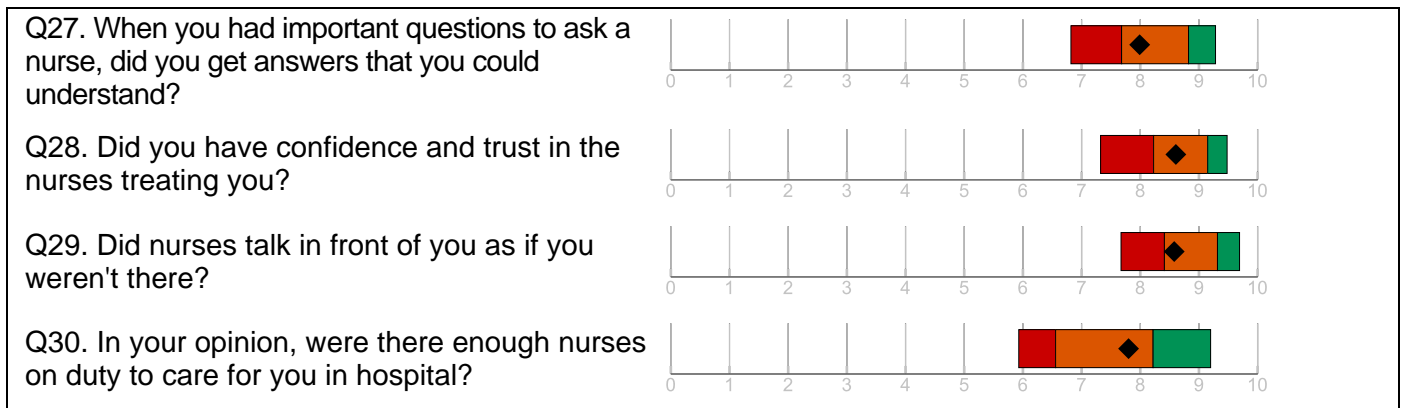 Q27. When you had important questions to ask a
nurse, did you get answers that you could
understand?
0 1 2 3 4 5 6 7 8 9 10
Q28. Did you have confidence and trust in the
nurses treating you?
0 1 2 3 4 5 6 7 8 9 10
Q29. Did nurses talk in front of you as if you
weren't there?
0 1 2 3 4 5 6 7 8 9 10
Q30. In your opinion, were there enough nurses
on duty to care for you in hospital?
0 1 2 3 4 5 6 7 8 9 10